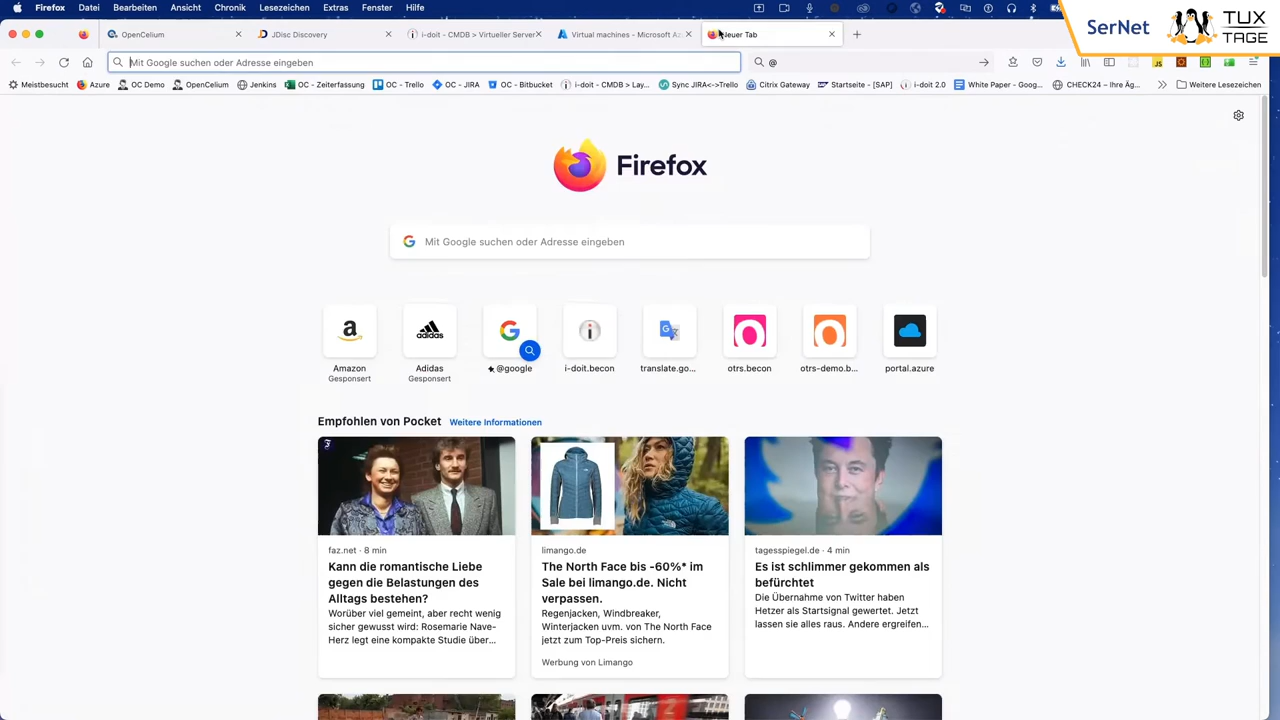 Firefox Datei Bearbeiten Ansicht Chronik Lesezeichen Extras Fenster Hilfe
SerNet TUX TAGE
OpenCelium JDisc Discovery i-doit - CMDB > Virtueller Server Virtual machines - Microsoft Az Neuer Tab
Mit Google suchen oder Adresse eingeben @
Meistbesucht Azure OC Demo OpenCelium Jenkins OC - Zeiterfassung OC - Trello OC - JIRA OC - Bitbucket i-doit - CMDB > Lay... Sync JIRA<->Trello Citrix Gateway Startseite - [SAP] i-doit 2.0 White Paper - Goog... CHECK24 – Ihre Äg... Weitere Lesezeichen
Firefox
Mit Google suchen oder Adresse eingeben
Amazon Adidas @google i-doit.becon translate.go... otrs.becon otrs-demo.b... portal.azure
Gesponsert Gesponsert
Empfohlen von Pocket Weitere Informationen
faz.net · 8 min
Kann die romantische Liebe
gegen die Belastungen des
Alltags bestehen?
Worüber viel gemeint, aber recht wenig
sicher gewusst wird: Rosemarie Nave-
Herz legt eine kompakte Studie über...
limango.de
The North Face bis -60%* im
Sale bei limango.de. Nicht
verpassen.
Regenjacken, Windbreaker,
Winterjacken uvm. von The North Face
jetzt zum Top-Preis sichern.
Werbung von Limango
tagesspiegel.de · 4 min
Es ist schlimmer gekommen als
befürchtet
Die Übernahme von Twitter haben
Hetzer als Startsignal gewertet. Jetzt
lassen sie alles raus. Andere ergreifen...